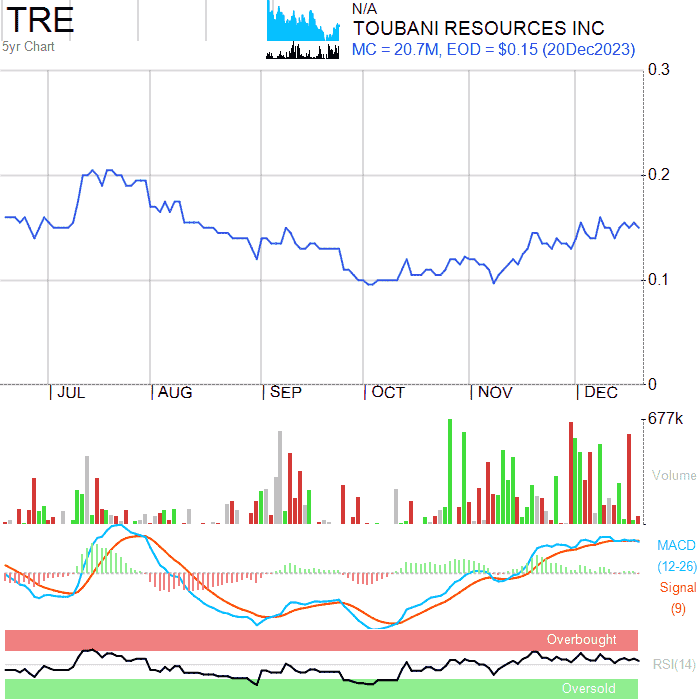 TRE
5yr Chart
N/A
TOUBANI RESOURCES INC
MC = 20.7M, EOD = $0.15 (20Dec2023)
0.3
0.2
0.1
0
JUL AUG SEP OCT NOV DEC
677k
Volume
MACD
(12-26)
Signal
(9)
Overbought
RSI(14)
Oversold